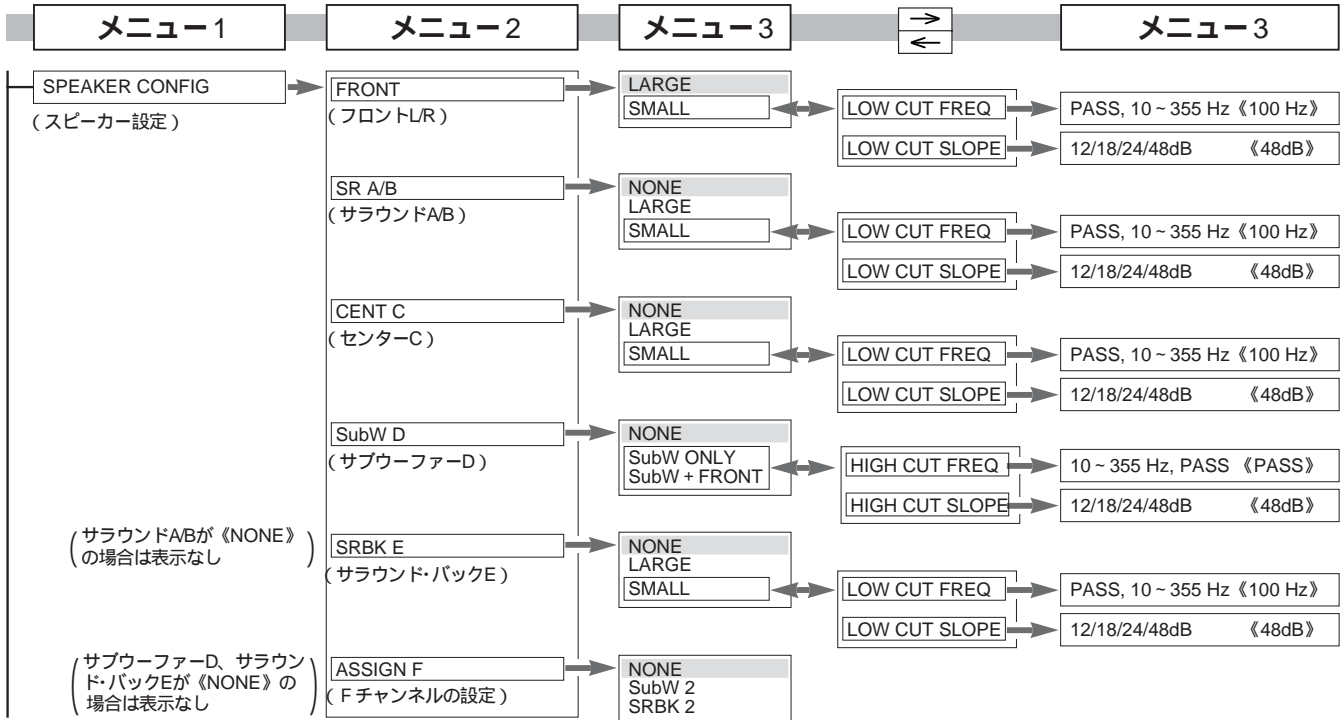 メニュー1 メニュー2 メニュー3 → ← メニュー3
SPEAKER CONFIG
(スピーカー設定)
FRONT
(フロントL/R)
LARGE
SMALL
LOW CUT FREQ
PASS, 10~355 Hz《100 Hz》
LOW CUT SLOPE
12/18/24/48dB 《48dB》
SR A/B
(サラウンドA/B)
NONE
LARGE
SMALL
LOW CUT FREQ
PASS, 10~355 Hz《100 Hz》
LOW CUT SLOPE
12/18/24/48dB 《48dB》
CENT C
(センターC)
NONE
LARGE
SMALL
LOW CUT FREQ
PASS, 10~355 Hz《100 Hz》
LOW CUT SLOPE
12/18/24/48dB 《48dB》
SubW D
(サブウーファーD)
NONE
SubW ONLY
SubW + FRONT
HIGH CUT FREQ
10~355 Hz, PASS 《PASS》
HIGH CUT SLOPE
12/18/24/48dB 《48dB》
(サラウンドA/Bが《NONE》
の場合は表示なし)
SRBK E
(サラウンド・バックE)
NONE
LARGE
SMALL
LOW CUT FREQ
PASS, 10~355 Hz《100 Hz》
LOW CUT SLOPE
12/18/24/48dB 《48dB》
(サブウーファーD、サラウン
ド・バックEが《NONE》の
場合は表示なし)
ASSIGN F
(Fチャンネルの設定)
NONE
SubW 2
SRBK 2